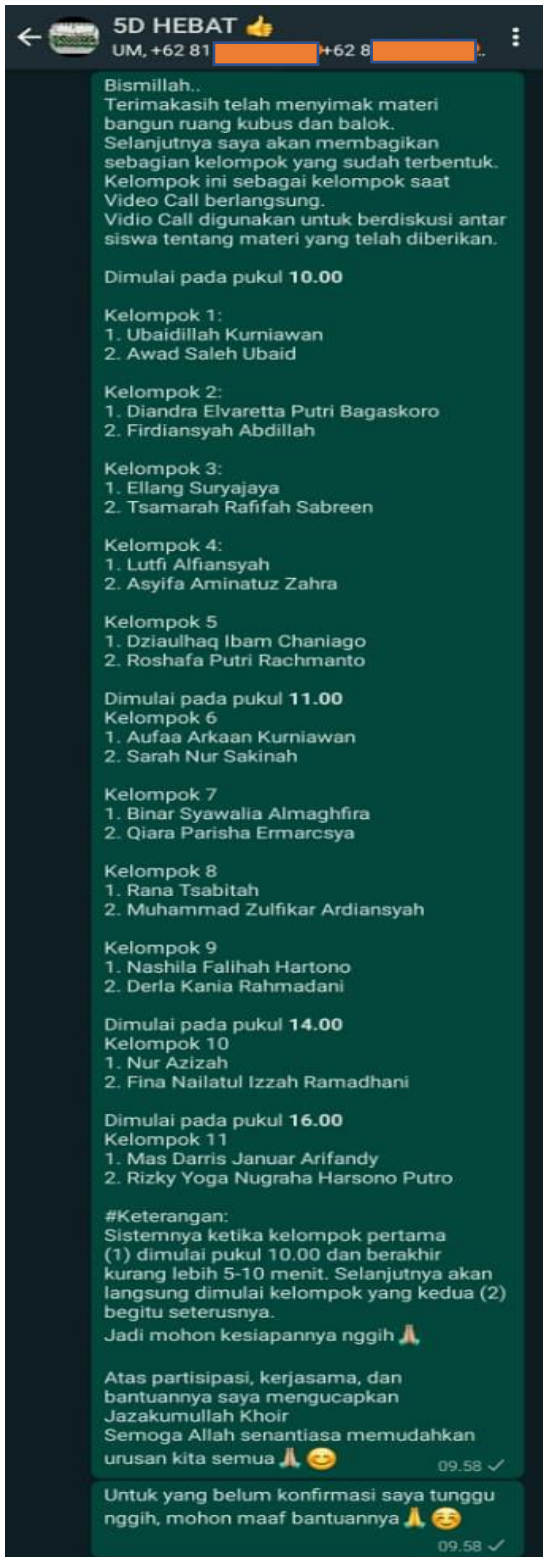 5D HEBAT 👍
UM, +62 81 +62 8 ..
Bismillah..
Terimakasih telah menyimak materi
bangun ruang kubus dan balok.
Selanjutnya saya akan membagikan
sebagian kelompok yang sudah terbentuk.
Kelompok ini sebagai kelompok saat
Video Call berlangsung.
Vidio Call digunakan untuk berdiskusi antar
siswa tentang materi yang telah diberikan.
Dimulai pada pukul 10.00
Kelompok 1:
1. Ubaidillah Kurniawan
2. Awad Saleh Ubaid
Kelompok 2:
1. Diandra Elvaretta Putri Bagaskoro
2. Firdiansyah Abdillah
Kelompok 3:
1. Ellang Suryajaya
2. Tsamarah Rafifah Sabreen
Kelompok 4:
1. Lutfi Alfiansyah
2. Asyifa Aminatuz Zahra
Kelompok 5
1. Dziaulhaq Ibam Chaniago
2. Roshafa Putri Rachmanto
Dimulai pada pukul 11.00
Kelompok 6
1. Aufaa Arkaan Kurniawan
2. Sarah Nur Sakinah
Kelompok 7
1. Binar Syawalia Almaghfira
2. Qiara Parisha Ermarcsya
Kelompok 8
1. Rana Tsabitah
2. Muhammad Zulfikar Ardiansyah
Kelompok 9
1. Nashila Falihah Hartono
2. Derla Kania Rahmadani
Dimulai pada pukul 14.00
Kelompok 10
1. Nur Azizah
2. Fina Nailatul Izzah Ramadhani
Dimulai pada pukul 16.00
Kelompok 11
1. Mas Darris Januar Arifandy
2. Rizky Yoga Nugraha Harsono Putro
#Keterangan:
Sistemnya ketika kelompok pertama
(1) dimulai pukul 10.00 dan berakhir
kurang lebih 5-10 menit. Selanjutnya akan
langsung dimulai kelompok yang kedua (2)
begitu seterusnya.
Jadi mohon kesiapannya nggih 🙏
Atas partisipasi, kerjasama, dan
bantuannya saya mengucapkan
Jazakumullah Khoir
Semoga Allah senantiasa memudahkan
urusan kita semua 🙏 😊
09.58 ✓
Untuk yang belum konfirmasi saya tunggu
nggih, mohon maaf bantuannya 🙏 ☺️
09.58 ✓